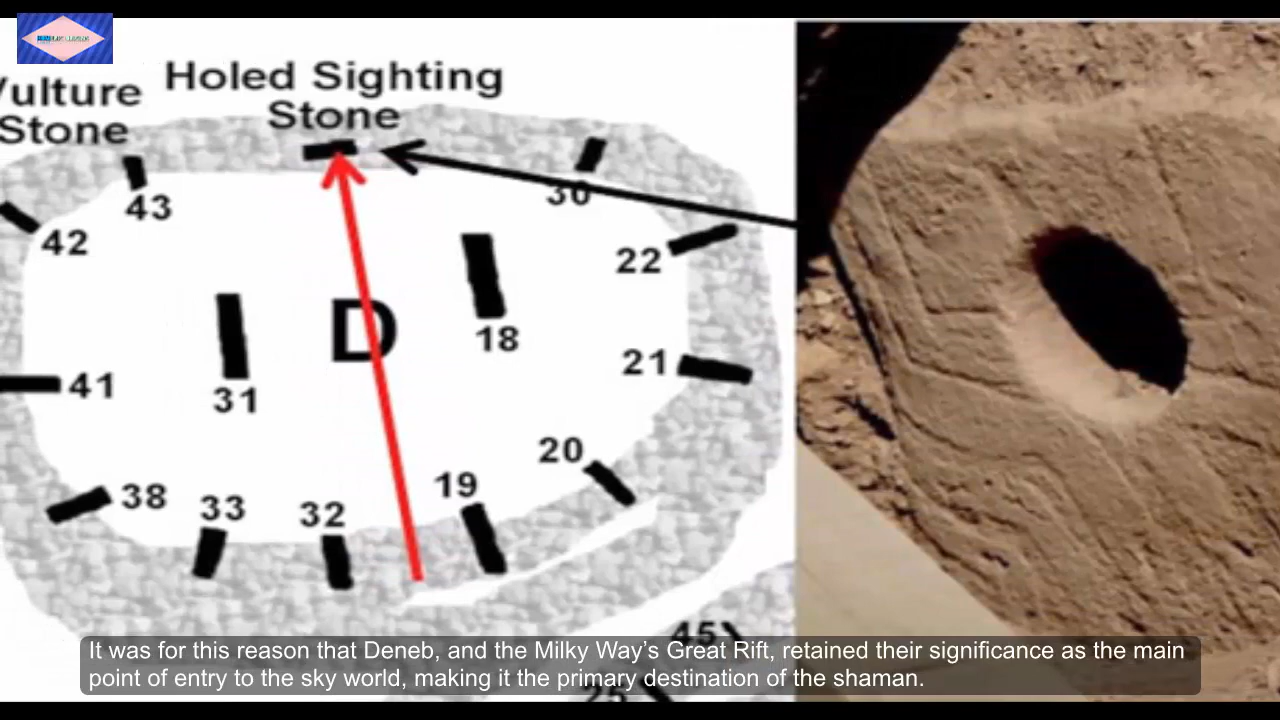 Vulture
Stone
Holed Sighting
Stone
43
30
42
22
D
18
21
41
31
20
38
33
32
19
45
25
It was for this reason that Deneb, and the Milky Way's Great Rift, retained their significance as the main
point of entry to the sky world, making it the primary destination of the shaman.